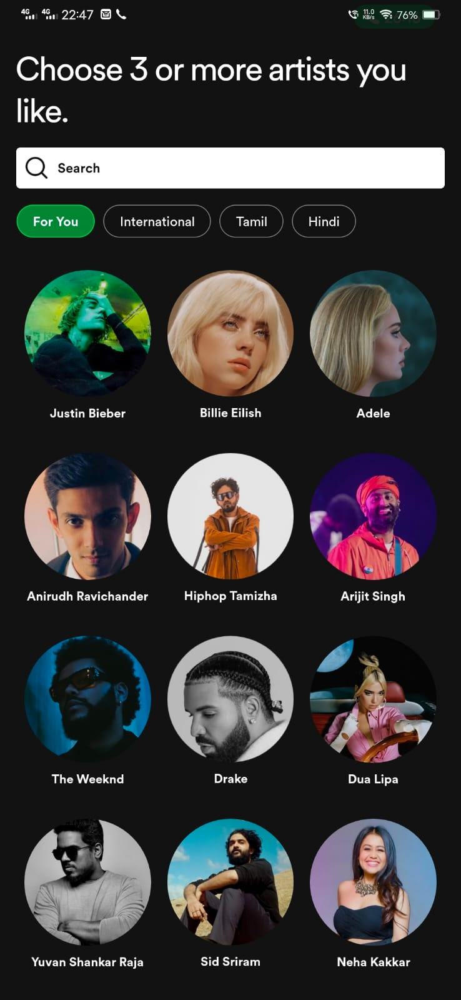 4G 4G 22:47 11.0 KB/s 76%
Choose 3 or more artists you
like.
Search
For You International Tamil Hindi
Justin Bieber Billie Eilish Adele
Anirudh Ravichander Hiphop Tamizha Arijit Singh
The Weeknd Drake Dua Lipa
Yuvan Shankar Raja Sid Sriram Neha Kakkar